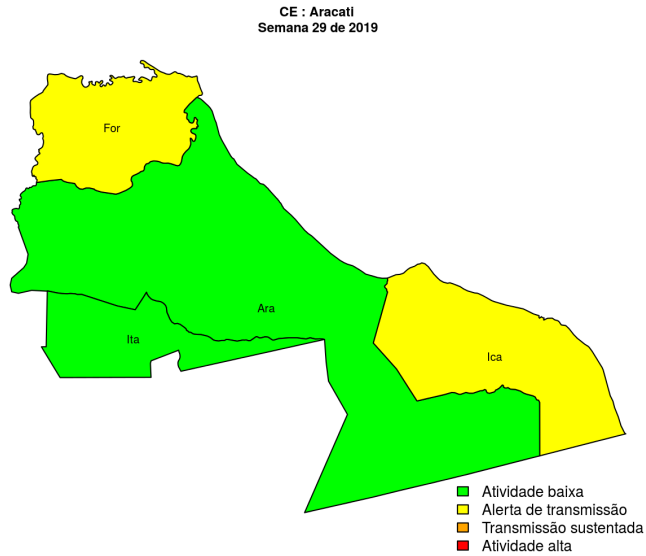 CE : Aracati
Semana 29 de 2019
For
Ara
Ita
Ica
Atividade baixa
Alerta de transmissão
Transmissão sustentada
Atividade alta